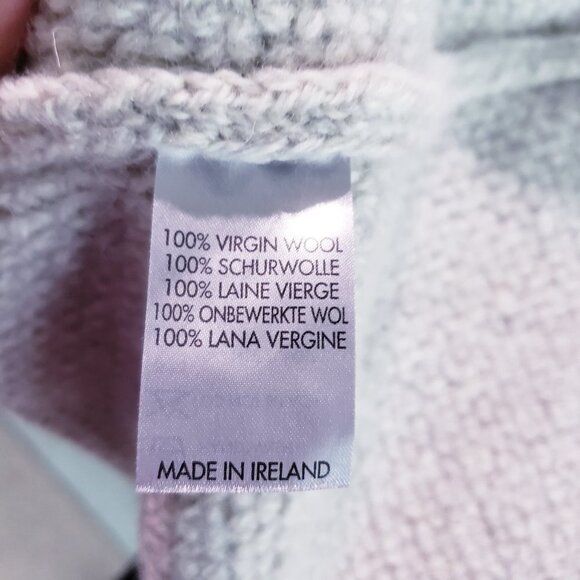 100% VIRGIN WOOL
100% SCHURWOLLE
100% LAINE VIERGE
100% ONBEWERKTE WOL
100% LANA VERGINE
MADE IN IRELAND